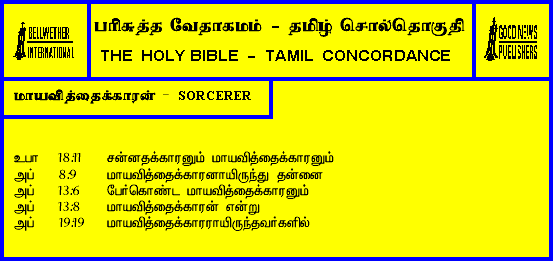 BELLWETHER
INTERNATIONAL
பரிசுத்த வேதாகமம் - தமிழ் சொல்தொகுதி
THE HOLY BIBLE - TAMIL CONCORDANCE
GOOD NEWS
PUBLISHERS
மாயவித்தைக்காரன் - SORCERER
உபா 18:11 சன்னதக்காரனும் மாயவித்தைக்காரனும்
அப் 8:9 மாயவித்தைக்காரனாயிருந்து தன்னை
அப் 13:6 பேர்கொண்ட மாயவித்தைக்காரனும்
அப் 13:8 மாயவித்தைக்காரன் என்று
அப் 19:19 மாயவித்தைக்காரராயிருந்தவர்களில்